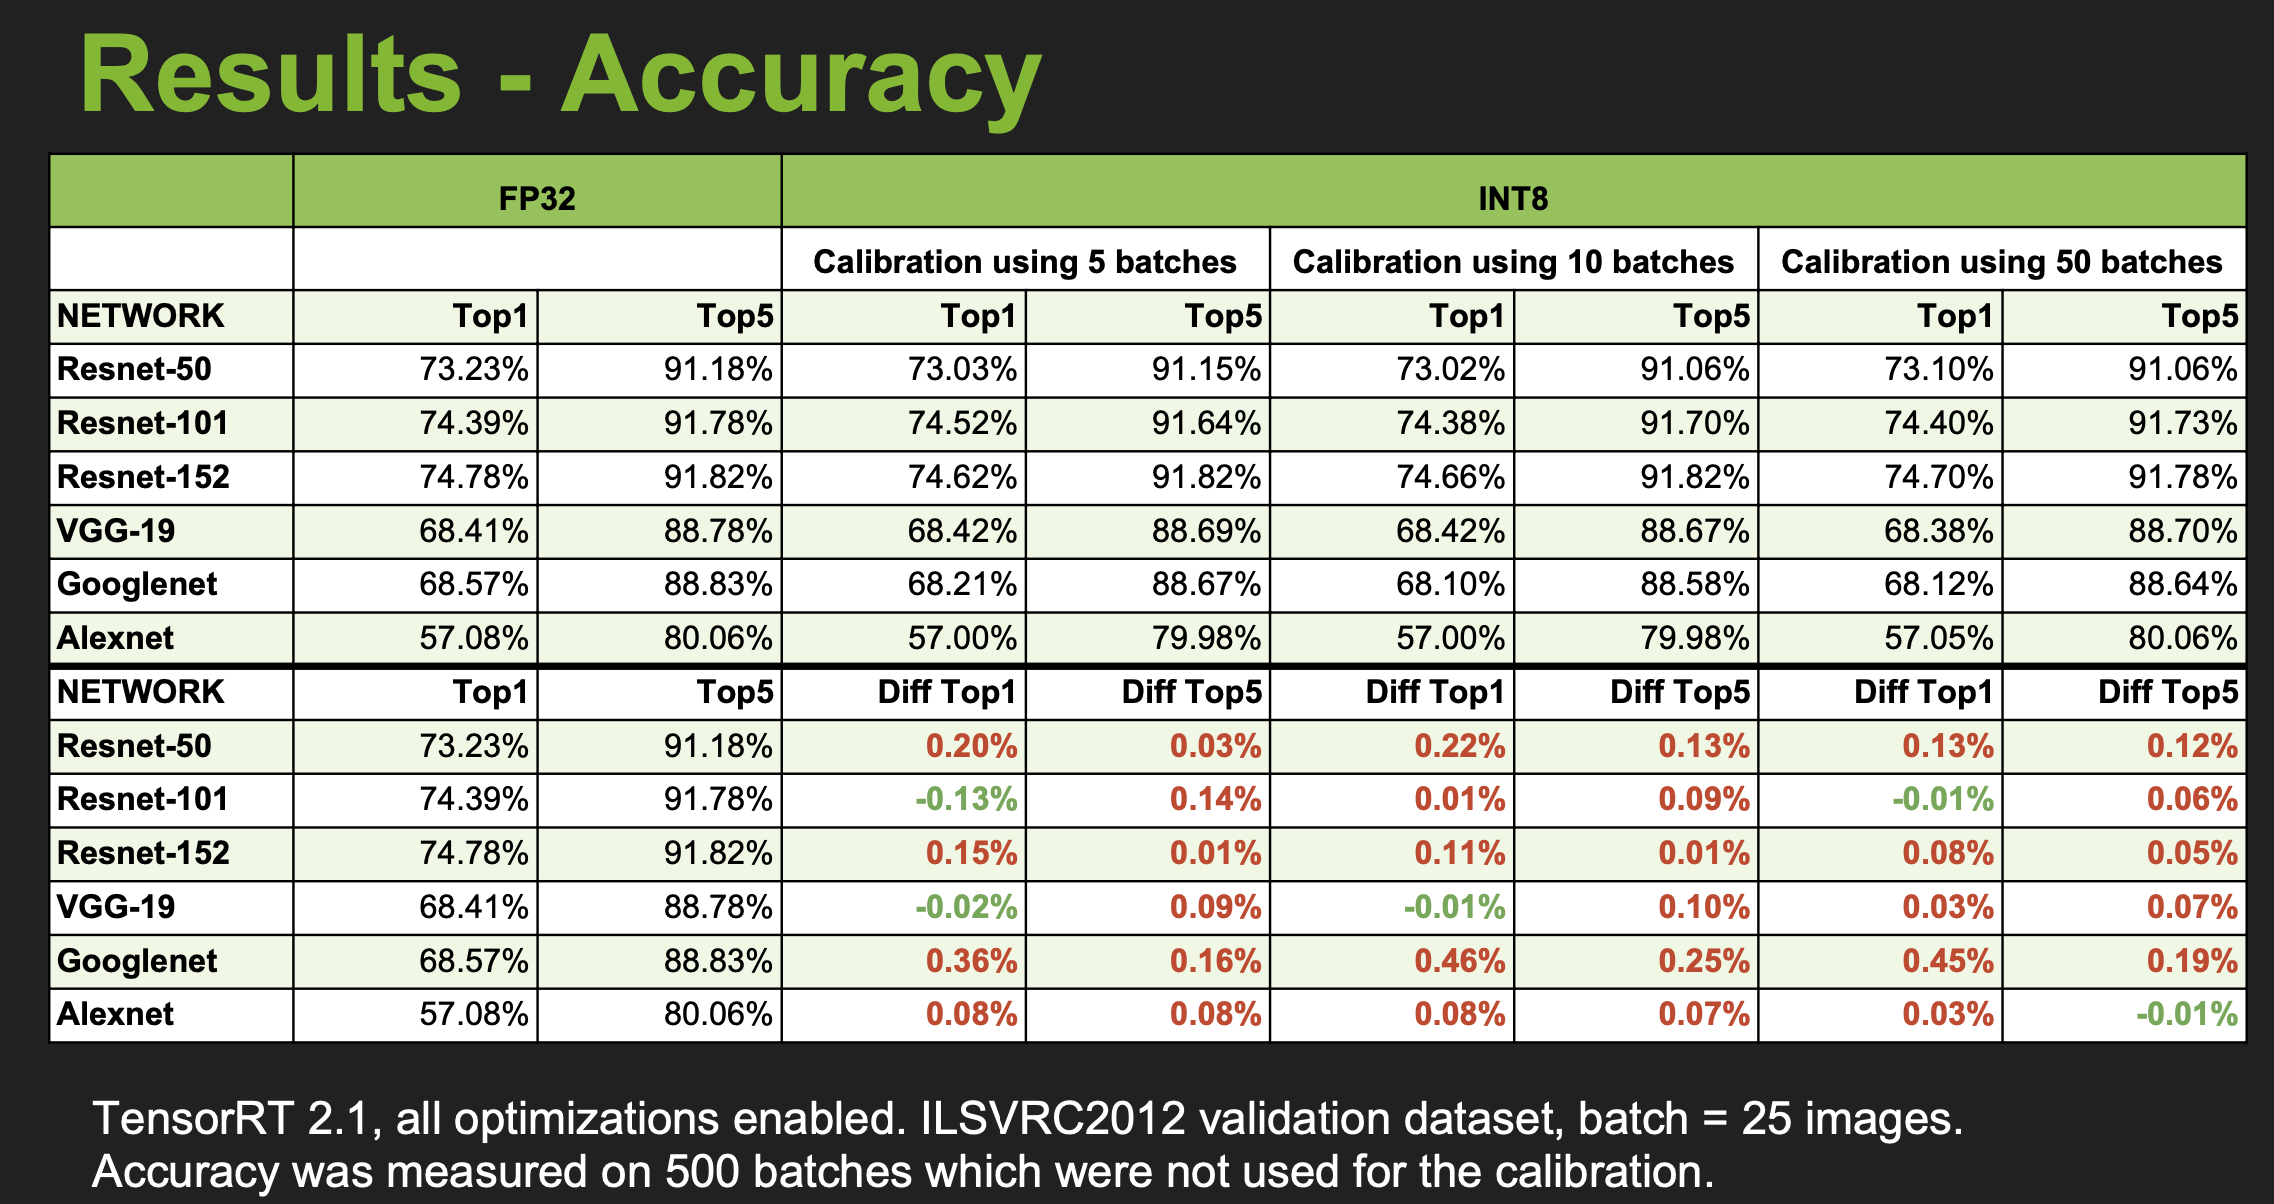 Results - Accuracy
FP32 INT8
Calibration using 5 batches Calibration using 10 batches Calibration using 50 batches
NETWORK Top1 Top5 Top1 Top5 Top1 Top5 Top1 Top5
Resnet-50 73.23% 91.18% 73.03% 91.15% 73.02% 91.06% 73.10% 91.06%
Resnet-101 74.39% 91.78% 74.52% 91.64% 74.38% 91.70% 74.40% 91.73%
Resnet-152 74.78% 91.82% 74.62% 91.82% 74.66% 91.82% 74.70% 91.78%
VGG-19 68.41% 88.78% 68.42% 88.69% 68.42% 88.67% 68.38% 88.70%
Googlenet 68.57% 88.83% 68.21% 88.67% 68.10% 88.58% 68.12% 88.64%
Alexnet 57.08% 80.06% 57.00% 79.98% 57.00% 79.98% 57.05% 80.06%
NETWORK Top1 Top5 Diff Top1 Diff Top5 Diff Top1 Diff Top5 Diff Top1 Diff Top5
Resnet-50 73.23% 91.18% 0.20% 0.03% 0.22% 0.13% 0.13% 0.12%
Resnet-101 74.39% 91.78% -0.13% 0.14% 0.01% 0.09% -0.01% 0.06%
Resnet-152 74.78% 91.82% 0.15% 0.01% 0.11% 0.01% 0.08% 0.05%
VGG-19 68.41% 88.78% -0.02% 0.09% -0.01% 0.10% 0.03% 0.07%
Googlenet 68.57% 88.83% 0.36% 0.16% 0.46% 0.25% 0.45% 0.19%
Alexnet 57.08% 80.06% 0.08% 0.08% 0.08% 0.07% 0.03% -0.01%
TensorRT 2.1, all optimizations enabled. ILSVRC2012 validation dataset, batch = 25 images.
Accuracy was measured on 500 batches which were not used for the calibration.